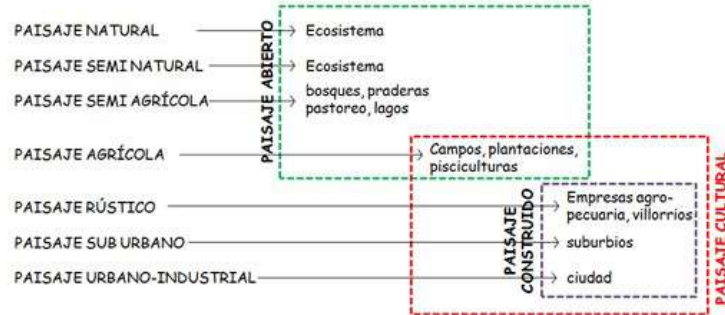 PAISAJE NATURAL
Ecosistema
PAISAJE SEMI NATURAL
Ecosistema
PAISAJE SEMI AGRÍCOLA
bosques, praderas
pastoreo, lagos
PAISAJE ABIERTO
PAISAJE AGRÍCOLA
Campos, plantaciones,
pisciculturas
PAISAJE RÚSTICO
Empresas agro-
pecuaria, villorrios
PAISAJE SUB URBANO
suburbios
PAISAJE URBANO-INDUSTRIAL
ciudad
PAISAJE
CONSTRUIDO
PAISAJE CULTURAL